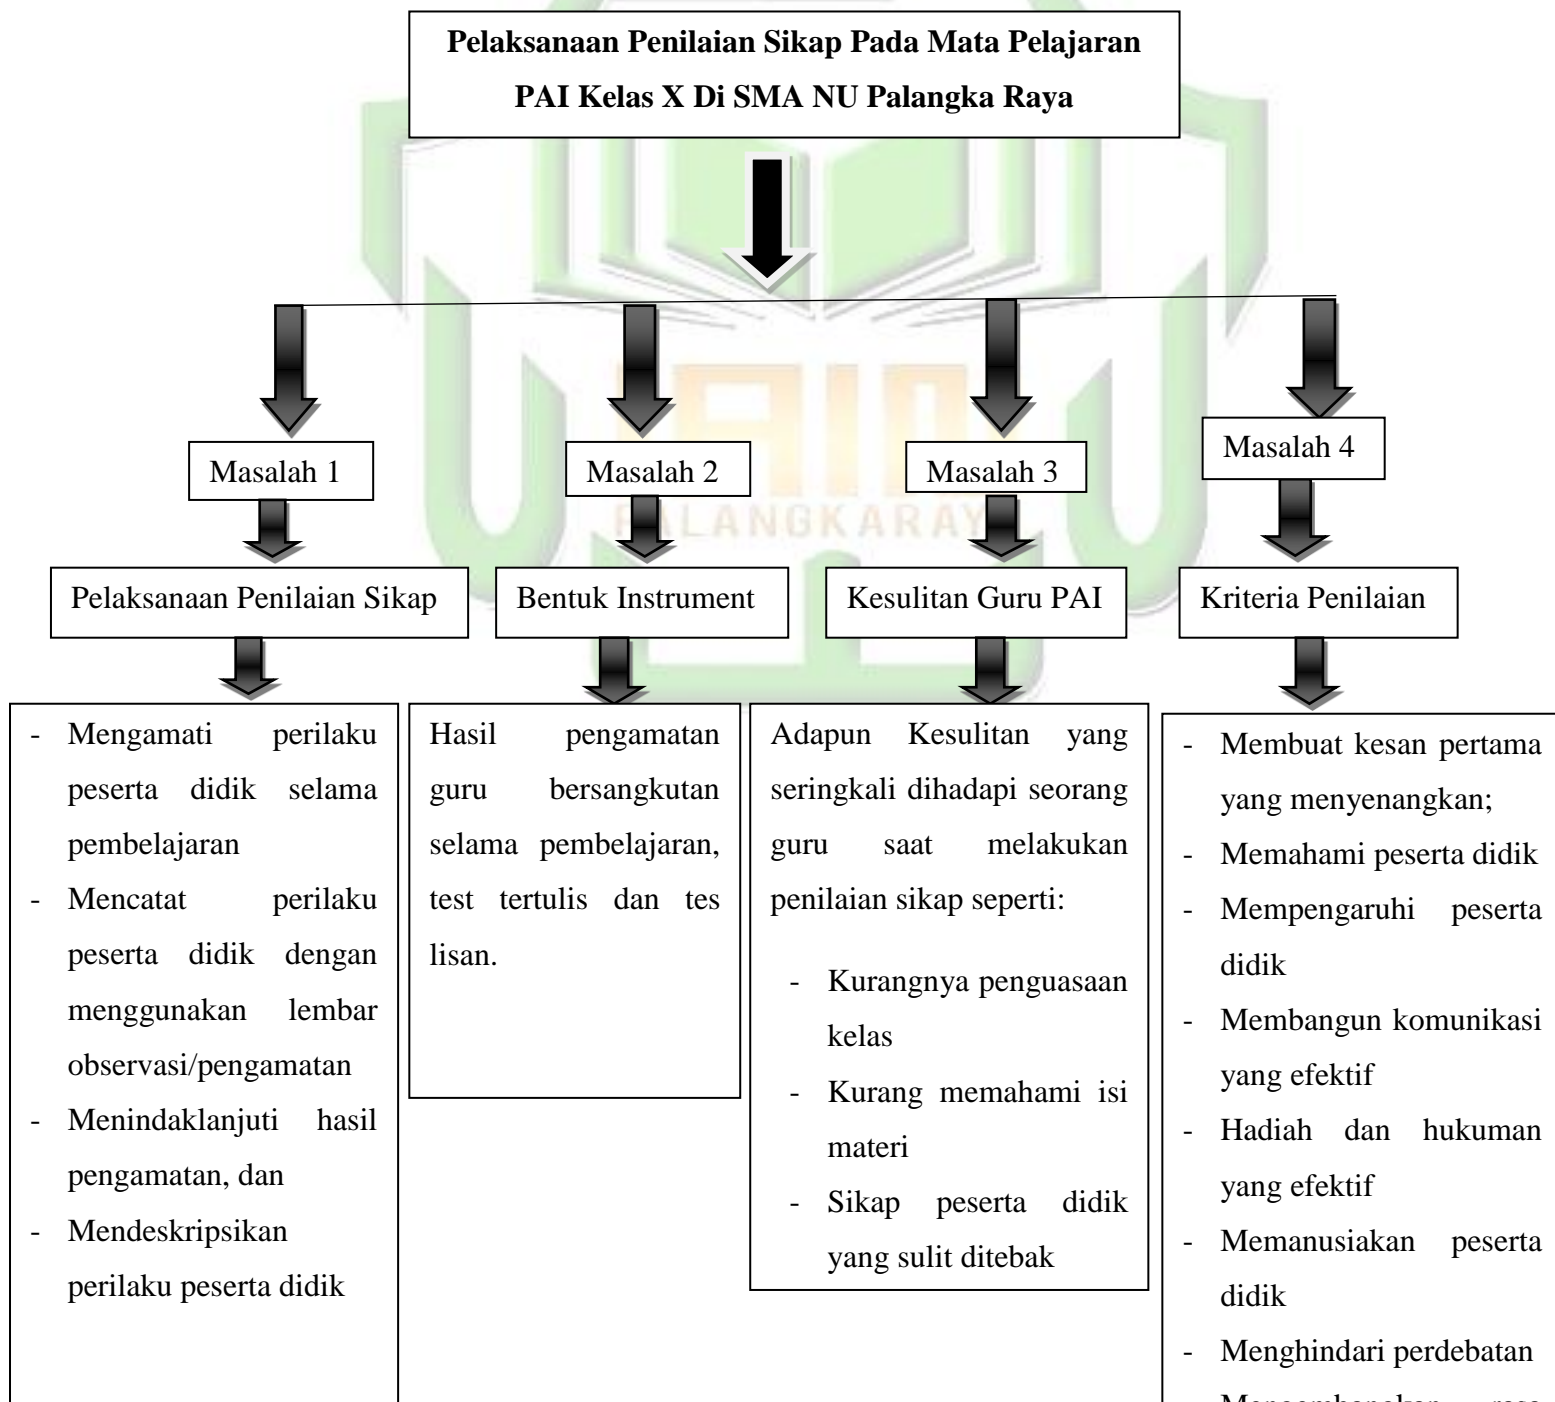 Pelaksanaan Penilaian Sikap Pada Mata Pelajaran
PAI Kelas X Di SMA NU Palangka Raya
Masalah 1
Masalah 2
Masalah 3
Masalah 4
Pelaksanaan Penilaian Sikap
Bentuk Instrument
Kesulitan Guru PAI
Kriteria Penilaian
- Mengamati perilaku
peserta didik selama
pembelajaran
- Mencatat perilaku
peserta didik dengan
menggunakan lembar
observasi/pengamatan
- Menindaklanjuti hasil
pengamatan, dan
- Mendeskripsikan
perilaku peserta didik
Hasil pengamatan
guru bersangkutan
selama pembelajaran,
test tertulis dan tes
lisan.
Adapun Kesulitan yang
seringkali dihadapi seorang
guru saat melakukan
penilaian sikap seperti:
- Kurangnya penguasaan
kelas
- Kurang memahami isi
materi
- Sikap peserta didik
yang sulit ditebak
- Membuat kesan pertama
yang menyenangkan;
- Memahami peserta didik
- Mempengaruhi peserta
didik
- Membangun komunikasi
yang efektif
- Hadiah dan hukuman
yang efektif
- Memanusiakan peserta
didik
- Menghindari perdebatan
IAIN
PALANGKARAYA